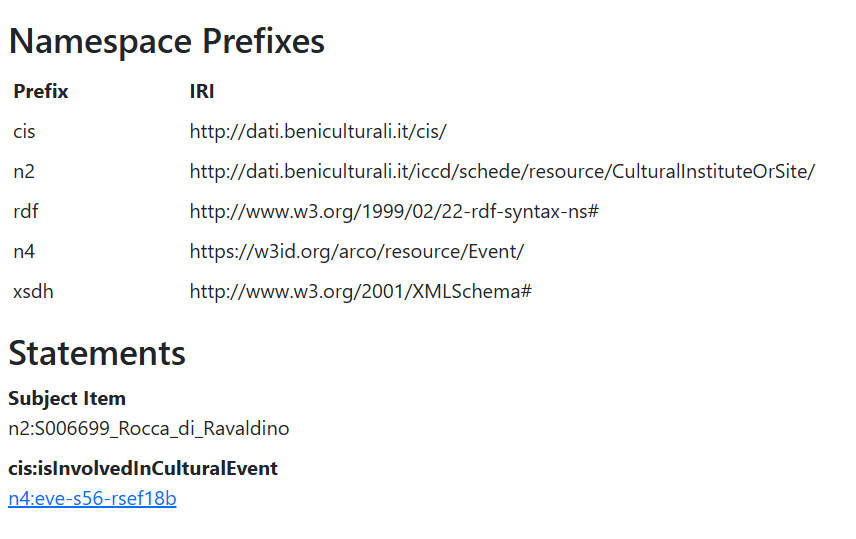 Namespace Prefixes
Prefix IRI
cis http://dati.beniculturali.it/cis/
n2 http://dati.beniculturali.it/iccd/schede/resource/CulturalInstituteOrSite/
rdf http://www.w3.org/1999/02/22-rdf-syntax-ns#
n4 https://w3id.org/arco/resource/Event/
xsdh http://www.w3.org/2001/XMLSchema#
Statements
Subject Item
n2:S006699_Rocca_di_Ravaldino
cis:isInvolvedInCulturalEvent
n4:eve-s56-rsef18b